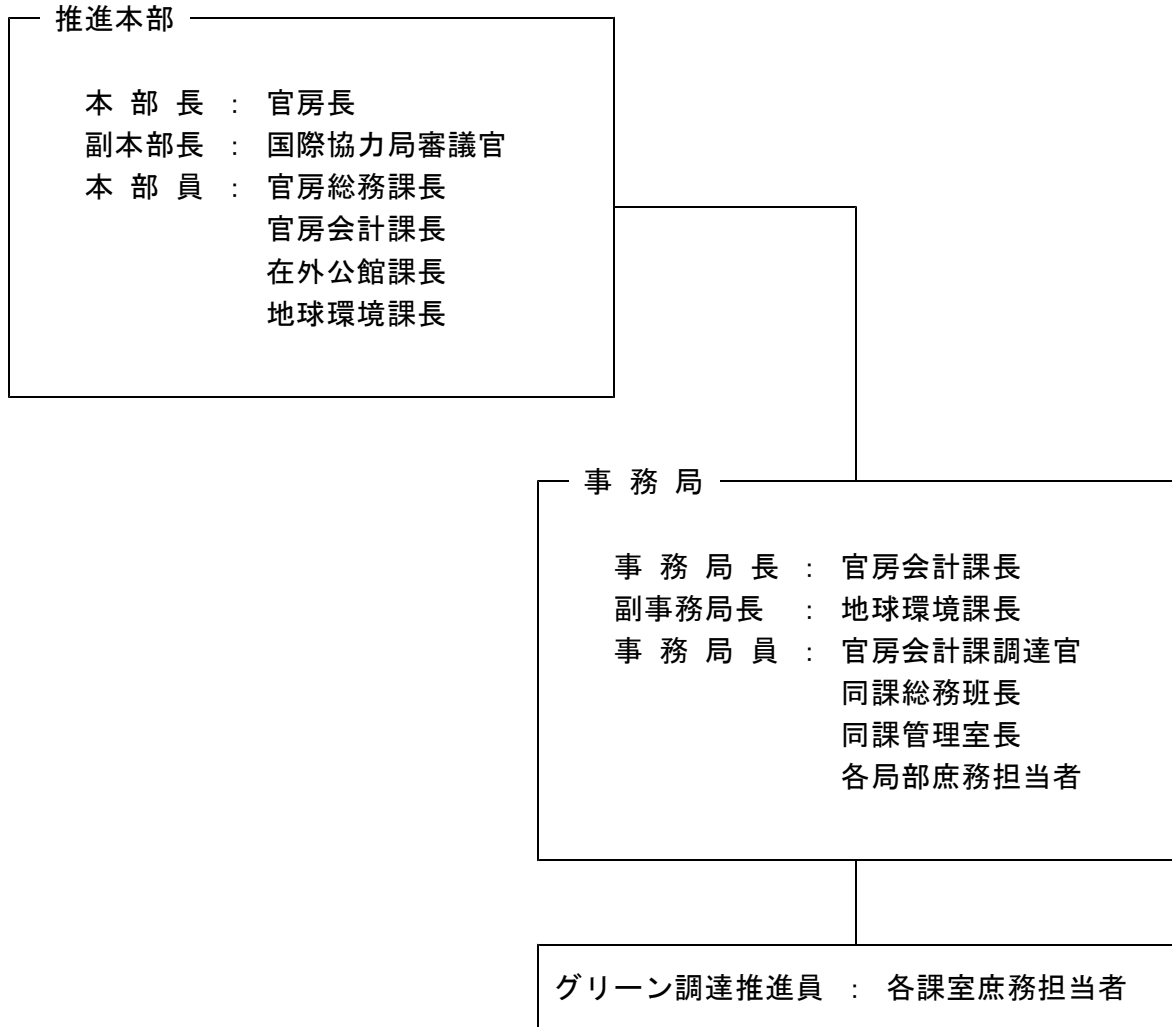 推進本部
本 部 長 : 官房長
副本部長 : 国際協力局審議官
本 部 員 : 官房総務課長
官房会計課長
在外公館課長
地球環境課長
事 務 局
事 務 局 長 : 官房会計課長
副事務局長 : 地球環境課長
事 務 局 員 : 官房会計課調達官
同課総務班長
同課管理室長
各局部庶務担当者
グリーン調達推進員 : 各課室庶務担当者